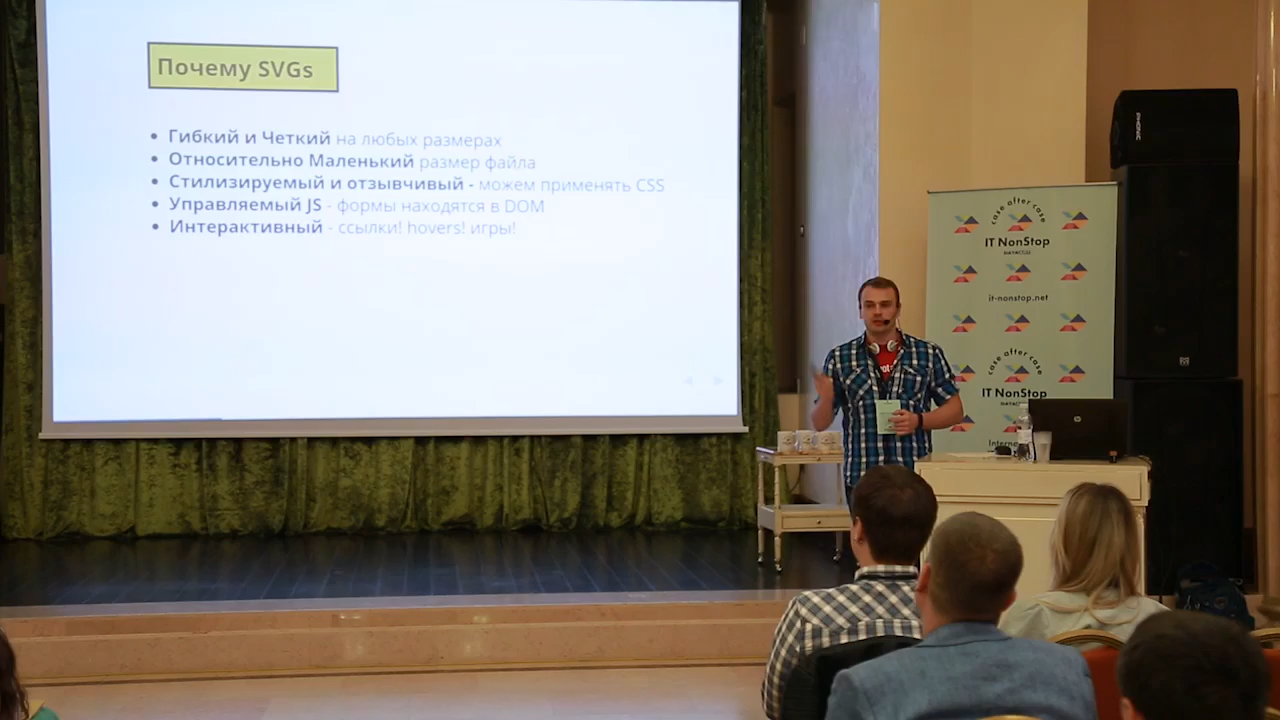 Почему SVGs
Гибкий и Четкий на любых размерах
Относительно Маленький размер файла
Стилизируемый и отзывчивый - можем применять CSS
Управляемый JS - формы находятся в DOM
Интерактивный - ссылки! hovers! игры!
PHONIC
case after case
IT NonStop
it-nonstop.net
case after case
IT NonStop
hp